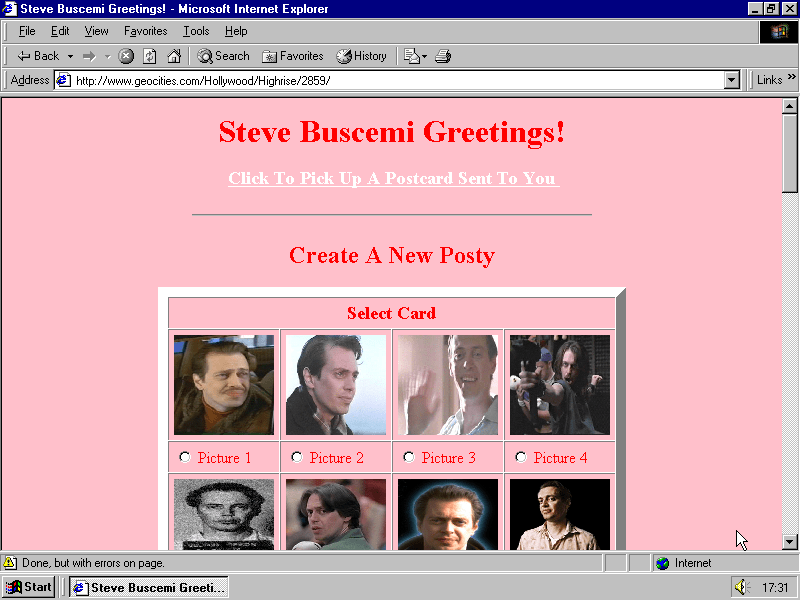 Steve Buscemi Greetings! - Microsoft Internet Explorer
File Edit View Favorites Tools Help
Back Search Favorites History
Address http://www.geocities.com/Hollywood/Highrise/2859/ Links »
Steve Buscemi Greetings!
Click To Pick Up A Postcard Sent To You
Create A New Posty
Select Card
Picture 1 Picture 2 Picture 3 Picture 4
Done, but with errors on page. Internet
Start Steve Buscemi Greeti... 17:31